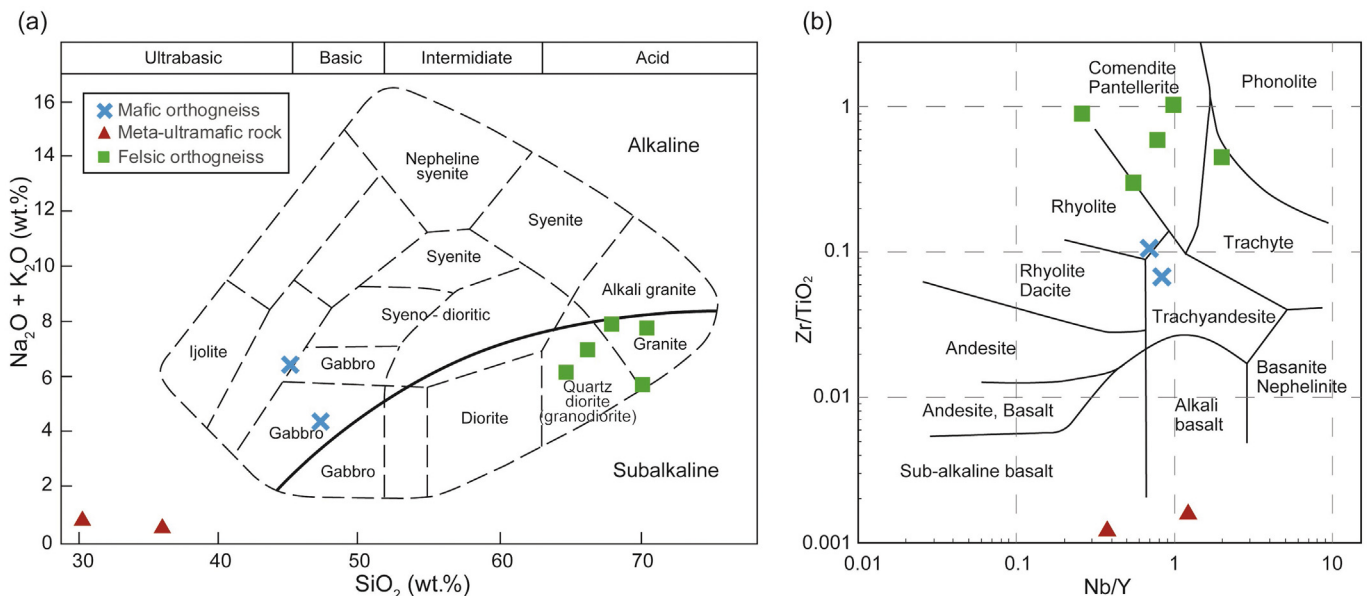 (a)
Ultrabasic
Basic
Intermidiate
Acid
Mafic orthogneiss
Meta-ultramafic rock
Felsic orthogneiss
Alkaline
Nepheline
syenite
Syenite
Syenite
Alkali granite
Syeno - dioritic
Ijolite
Gabbro
Granite
Quartz
diorite
(granodiorite)
Diorite
Gabbro
Gabbro
Subalkaline
16
14
12
10
8
6
4
2
0
Na2O + K2O (wt.%)
30
40
50
60
70
SiO2 (wt.%)
(b)
Comendite
Pantellerite
Phonolite
Rhyolite
Trachyte
Rhyolite
Dacite
Trachyandesite
Andesite
Basanite
Nephelinite
Andesite, Basalt
Alkali
basalt
Sub-alkaline basalt
1
0.1
0.01
0.001
Zr/TiO2
0.01
0.1
1
10
Nb/Y